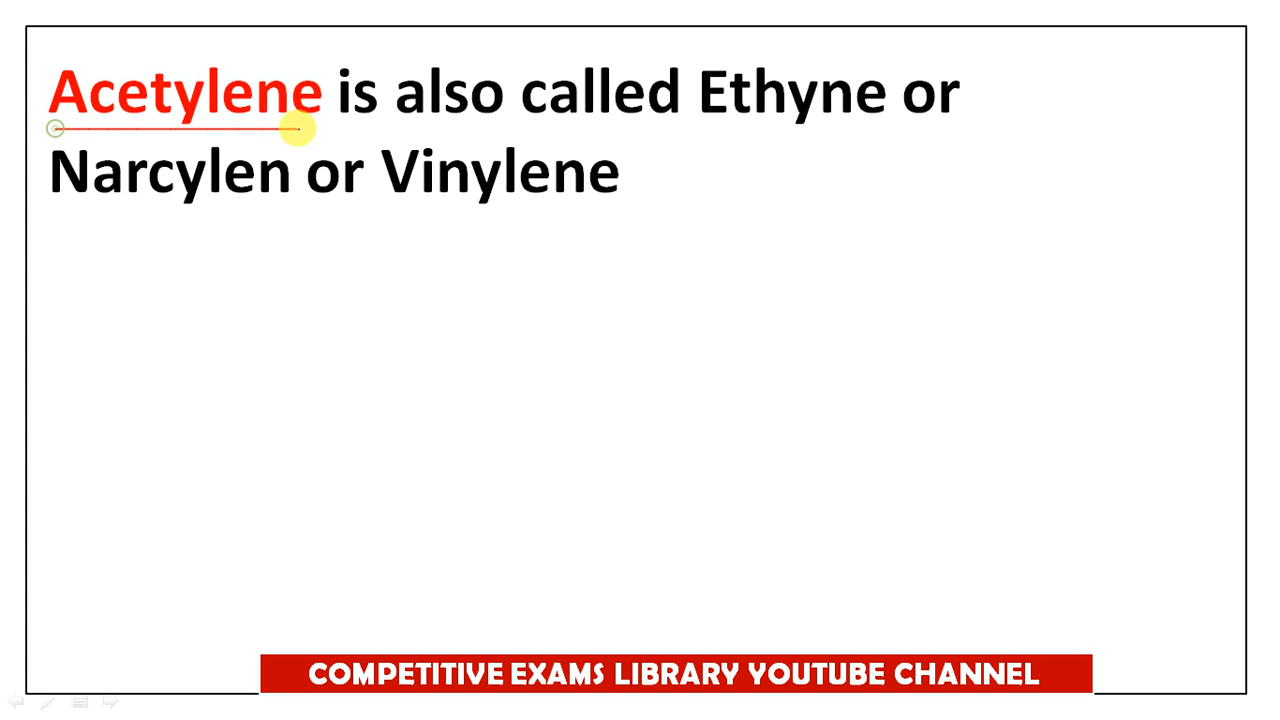 Acetylene is also called Ethyne or
Narcylen or Vinylene
COMPETITIVE EXAMS LIBRARY YOUTUBE CHANNEL